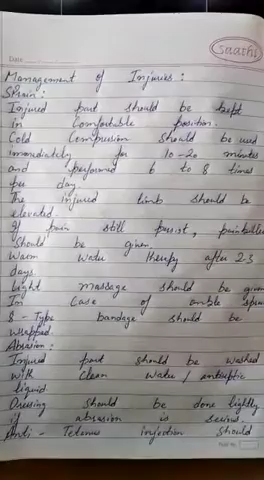 Saathi
Date
Management of Injuries :
Sprain :
Injured part should be kept
in comfortable position.
Cold Compression should be used
immediately for 10-20 minutes
and performed 6 to 8 times
per day.
The injured limb should be
elevated.
If pain still persist, painkiller
should be given.
Warm water therapy after 2-3
days.
Light massage should be given
In case of
8 - Type bandage should be
wrapped.
Abrasion :
Injured part should be washed
with clean water / antiseptic
liquid
Dressing should be done lightly
if abrasion is serious.
Anti - Tetenus injection should